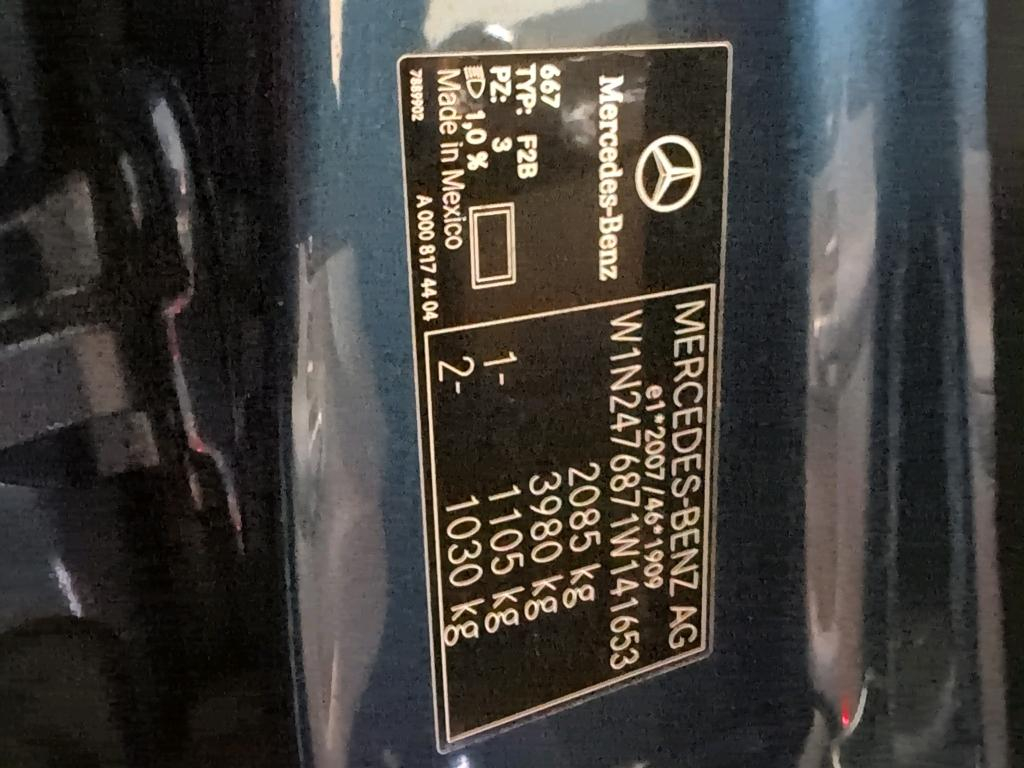 Mercedes-Benz
667
TYP: F2B
PZ: 3
1,0 %
Made in Mexico
7889902
A 000 817 44 04
MERCEDES-BENZ AG
e1*2007/46*1909
W1N2476871W141653
2085 kg
3980 kg
1- 1105 kg
2- 1030 kg